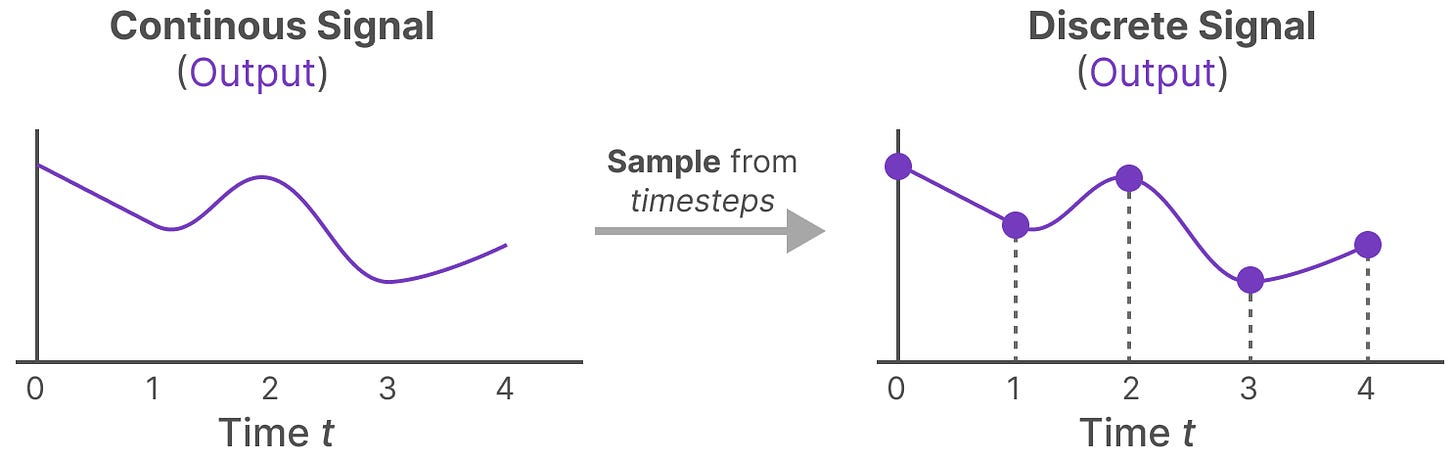 Continous Signal
(Output)
Discrete Signal
(Output)
Sample from
timesteps
0 1 2 3 4
Time t
0 1 2 3 4
Time t